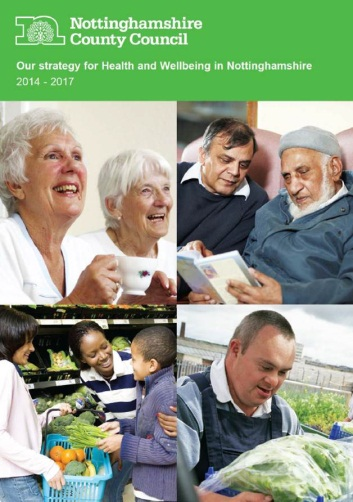 Nottinghamshire
County Council
Our strategy for Health and Wellbeing in Nottinghamshire
2014 - 2017